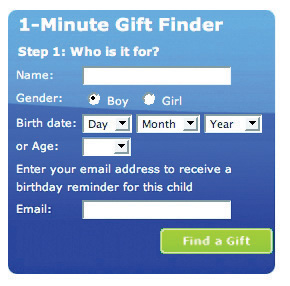 1-Minute Gift Finder
Step 1: Who is it for?
Name:
Gender: Boy Girl
Birth date: Day Month Year
or Age:
Enter your email address to receive a
birthday reminder for this child
Email:
Find a Gift